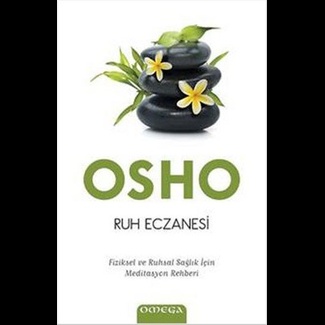 OSHO
RUH ECZANESİ
Fiziksel ve Ruhsal Sağlık İçin
Meditasyon Rehberi
OMEGA